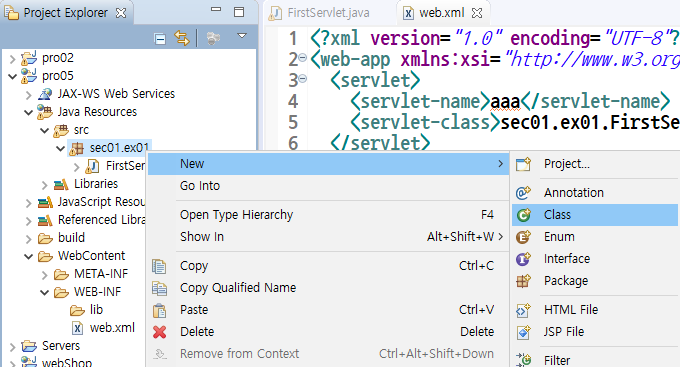 Project Explorer
pro02
pro05
JAX-WS Web Services
Java Resources
src
sec01.ex01
FirstSer
Libraries
JavaScript Resou
Referenced Libra
build
WebContent
META-INF
WEB-INF
lib
web.xml
Servers
webShop
FirstServlet.java
web.xml
1 <?xml version="1.0" encoding="UTF-8"?
2 <web-app xmlns:xsi="http://www.w3.org
3 <servlet>
4 <servlet-name>aaa</servlet-name>
5 <servlet-class>sec01.ex01.FirstSe
6 </servlet>
New
Go Into
Open Type Hierarchy F4
Show In Alt+Shift+W
Copy Ctrl+C
Copy Qualified Name
Paste Ctrl+V
Delete Delete
Remove from Context Ctrl+Alt+Shift+Down
Project...
Annotation
Class
Enum
Interface
Package
HTML File
JSP File
Filter